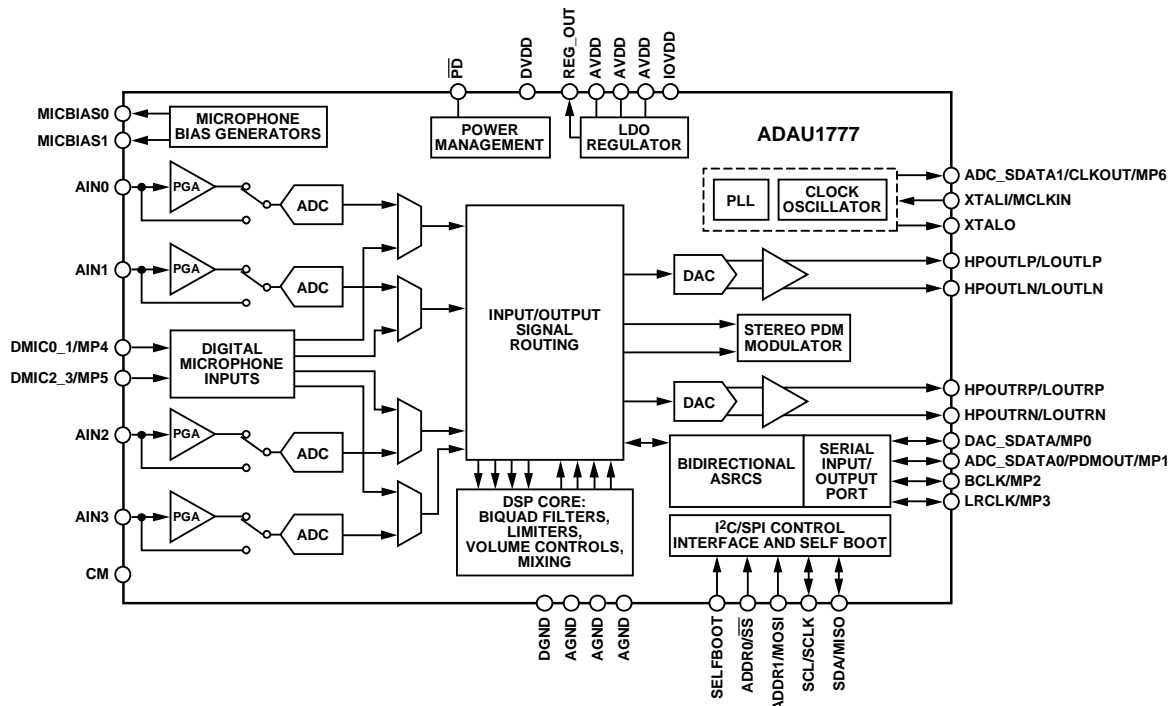 PD
DVDD
REG_OUT
AVDD
AVDD
AVDD
IOVDD
MICBIAS0
MICBIAS1
MICROPHONE
BIAS GENERATORS
POWER
MANAGEMENT
LDO
REGULATOR
ADAU1777
AIN0
PGA
ADC
PLL
CLOCK
OSCILLATOR
ADC_SDATA1/CLKOUT/MP6
XTALI/MCLKIN
XTALO
AIN1
PGA
ADC
DAC
HPOUTLP/LOUTLP
HPOUTLN/LOUTLN
INPUT/OUTPUT
SIGNAL
ROUTING
STEREO PDM
MODULATOR
DMIC0_1/MP4
DMIC2_3/MP5
DIGITAL
MICROPHONE
INPUTS
DAC
HPOUTRP/LOUTRP
HPOUTRN/LOUTRN
AIN2
PGA
ADC
BIDIRECTIONAL
ASRCS
SERIAL
INPUT/
OUTPUT
PORT
DAC_SDATA/MP0
ADC_SDATA0/PDMOUT/MP1
BCLK/MP2
LRCLK/MP3
AIN3
PGA
ADC
DSP CORE:
BIQUAD FILTERS,
LIMITERS,
VOLUME CONTROLS,
MIXING
I2C/SPI CONTROL
INTERFACE AND SELF BOOT
CM
DGND
AGND
AGND
AGND
SELFBOOT
ADDR0/SS
ADDR1/MOSI
SCL/SCLK
SDA/MISO